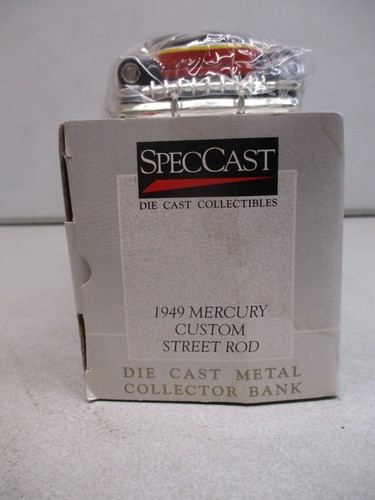 SPECCAST
DIE CAST COLLECTIBLES
1949 MERCURY
CUSTOM
STREET ROD
DIE CAST METAL
COLLECTOR BANK